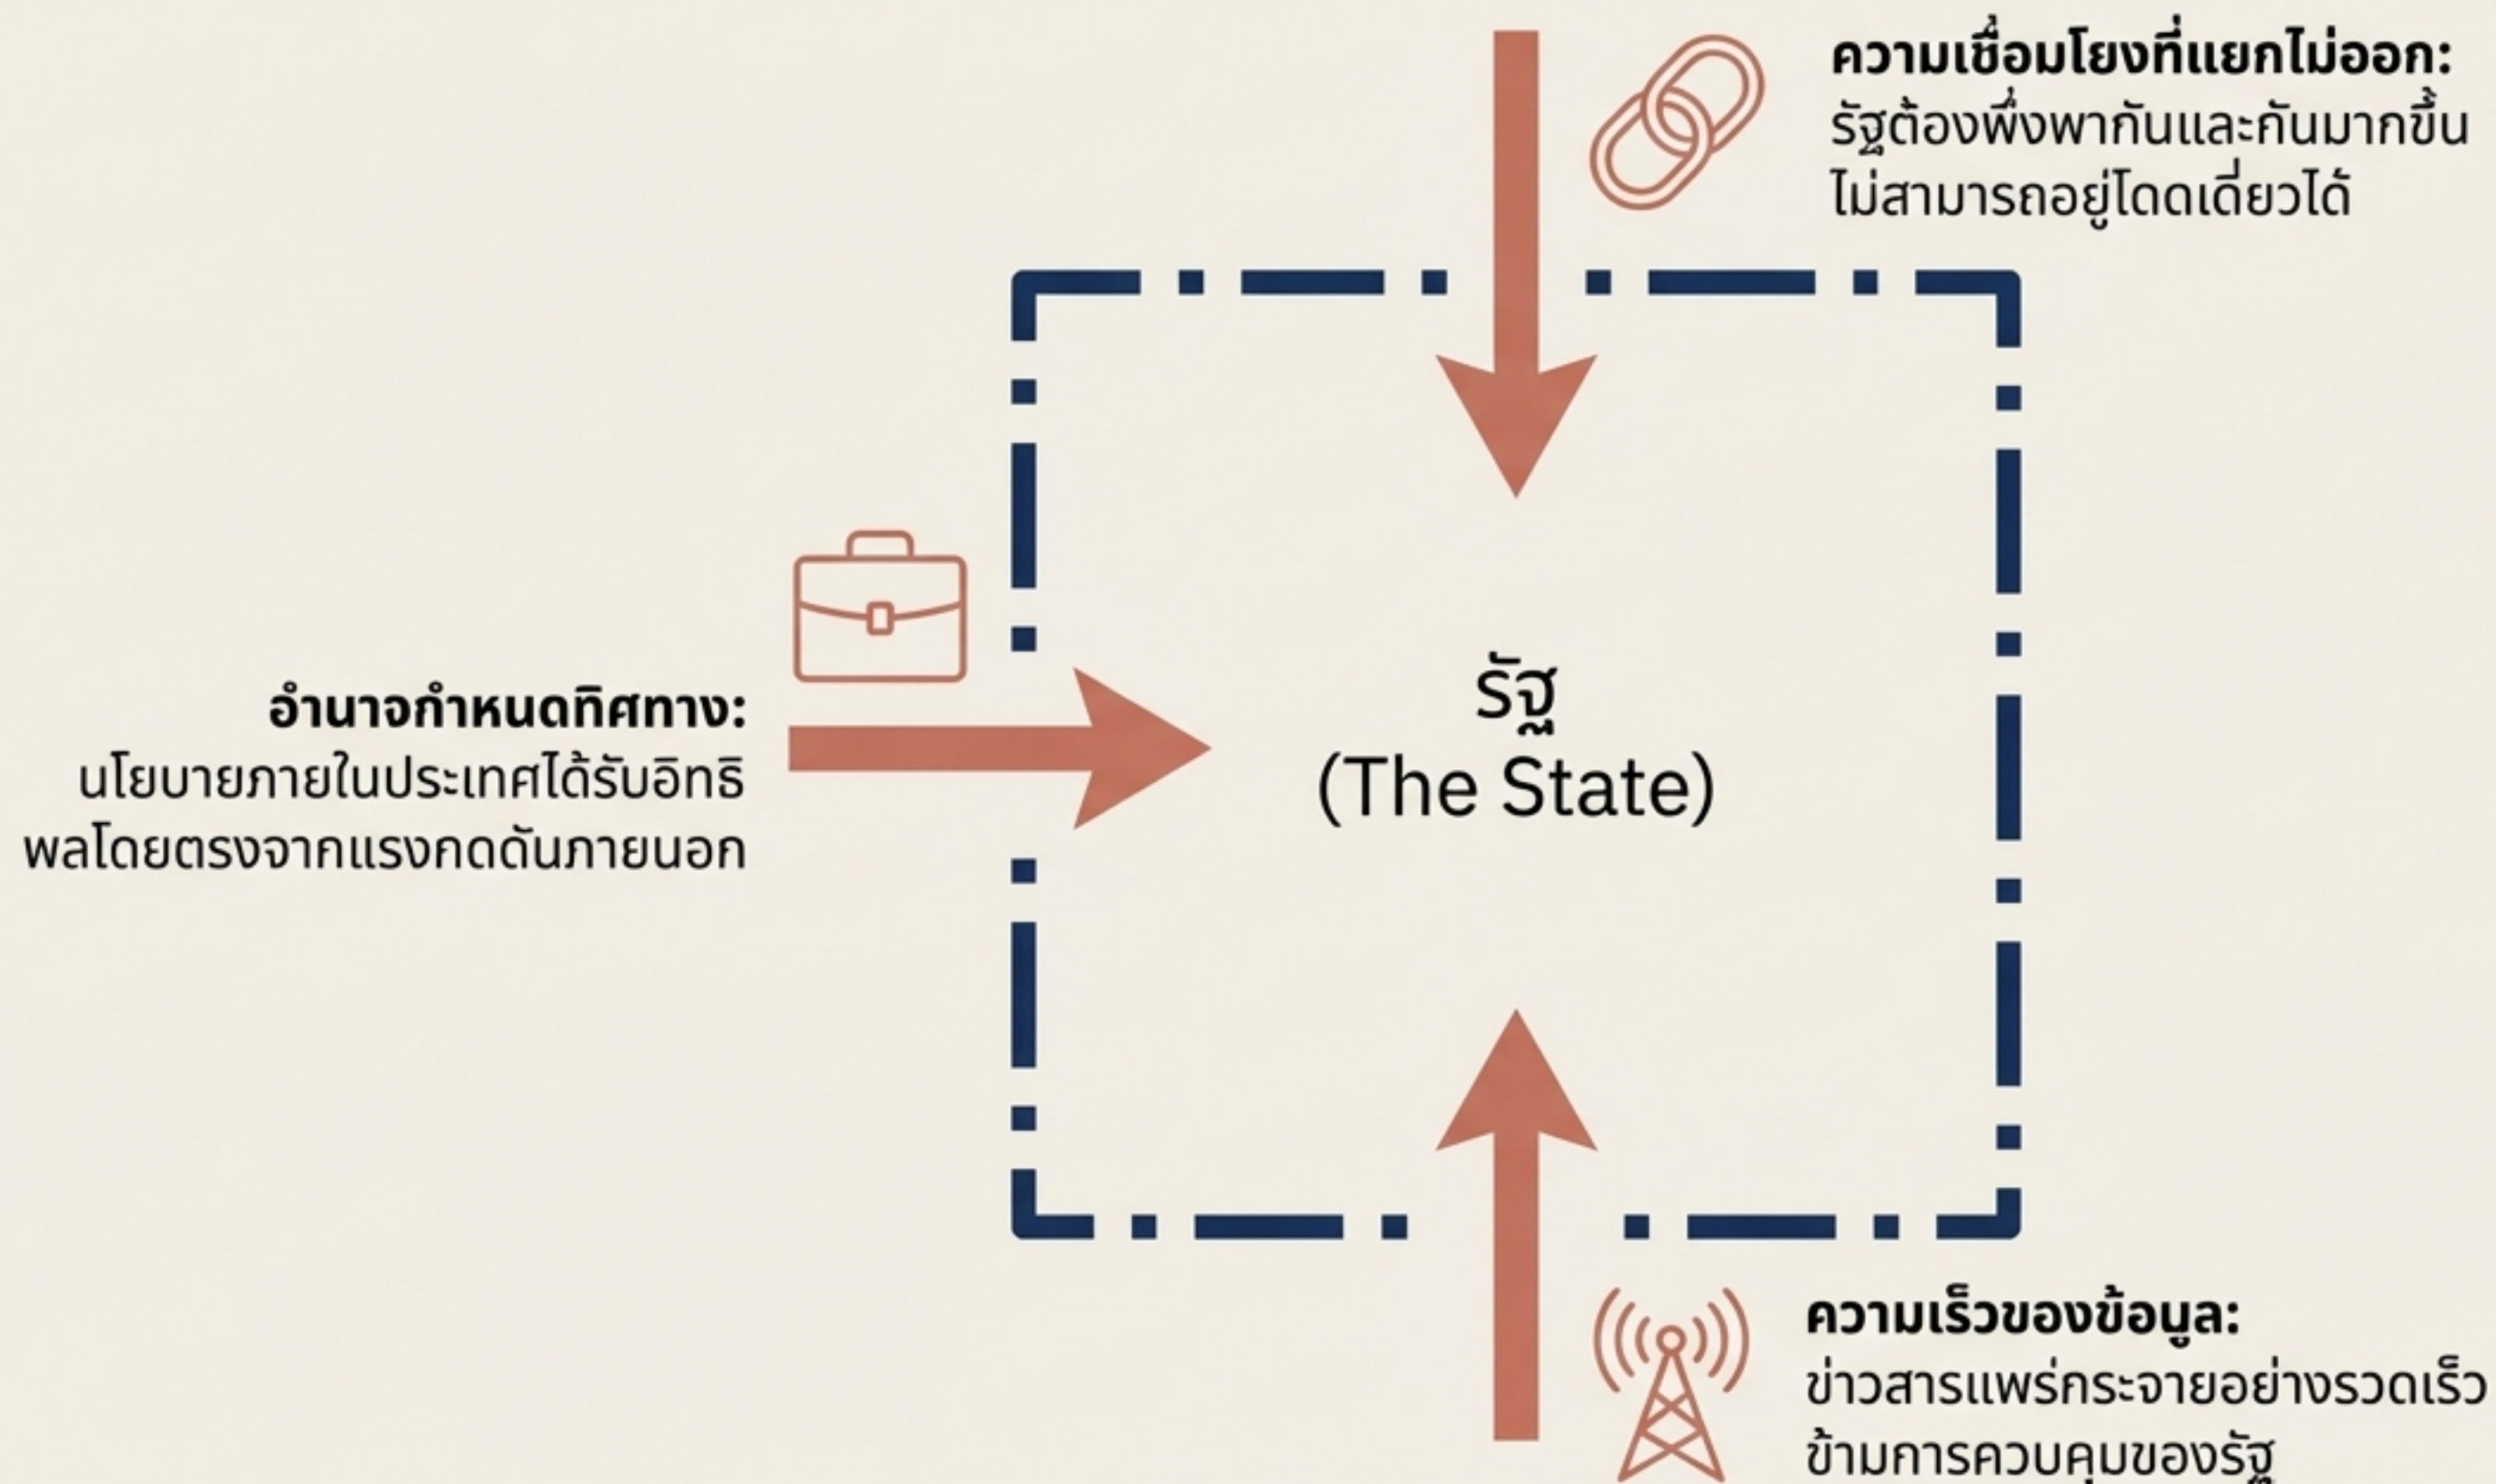 ความเชื่อมโยงที่แยกไม่ออก:
รัฐต้องพึ่งพากันและกันมากขึ้น
ไม่สามารถอยู่โดดเดี่ยวได้
อำนาจกำหนดทิศทาง:
นโยบายภายในประเทศได้รับอิทธิ
พลโดยตรงจากแรงกดดันภายนอก
รัฐ
(The State)
ความเร็วของข้อมูล:
ข่าวสารแพร่กระจายอย่างรวดเร็ว
ข้ามการควบคุมของรัฐ